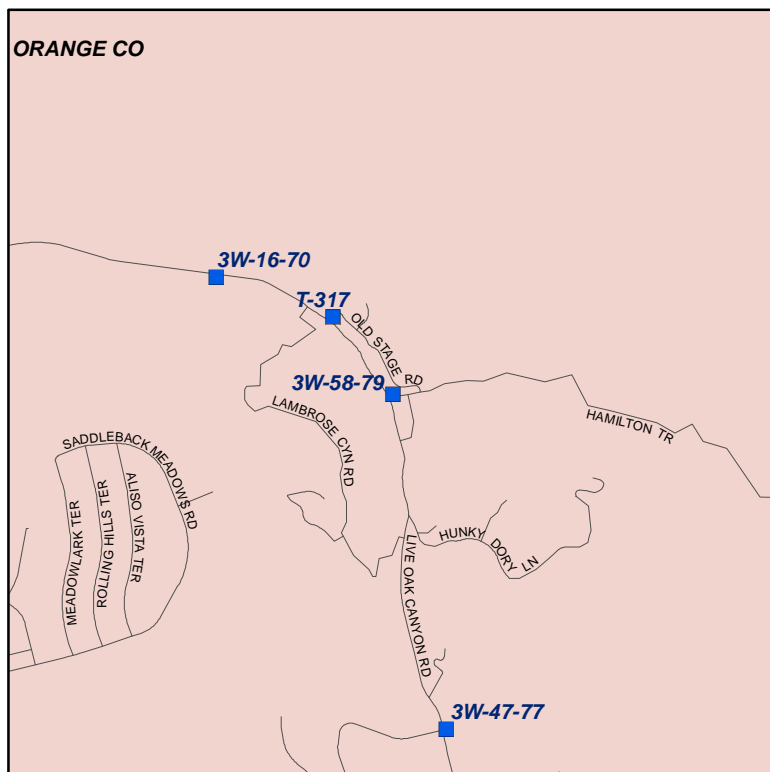 ORANGE CO
3W-16-70
T-317
OLD STAGE RD
3W-58-79
LAMBROSE CYN RD
HAMILTON TR
SADDLEBACK MEADOWS RD
MEADOWLARK TER
ROLLING HILLS TER
ALISO VISTA TER
HUNKY DORY LN
LIVE OAK CANYON RD
3W-47-77